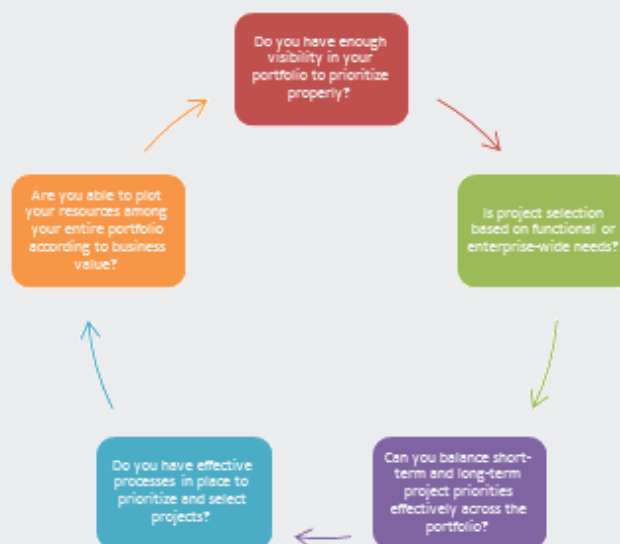 Do you have enough
visibility in your
portfolio to prioritize
properly?
Is project selection
based on functional or
enterprise-wide needs?
Can you balance short-
term and long-term
project priorities
effectively across the
portfolio?
Do you have effective
processes in place to
prioritize and select
projects?
Are you able to plot
your resources among
your entire portfolio
according to business
value?